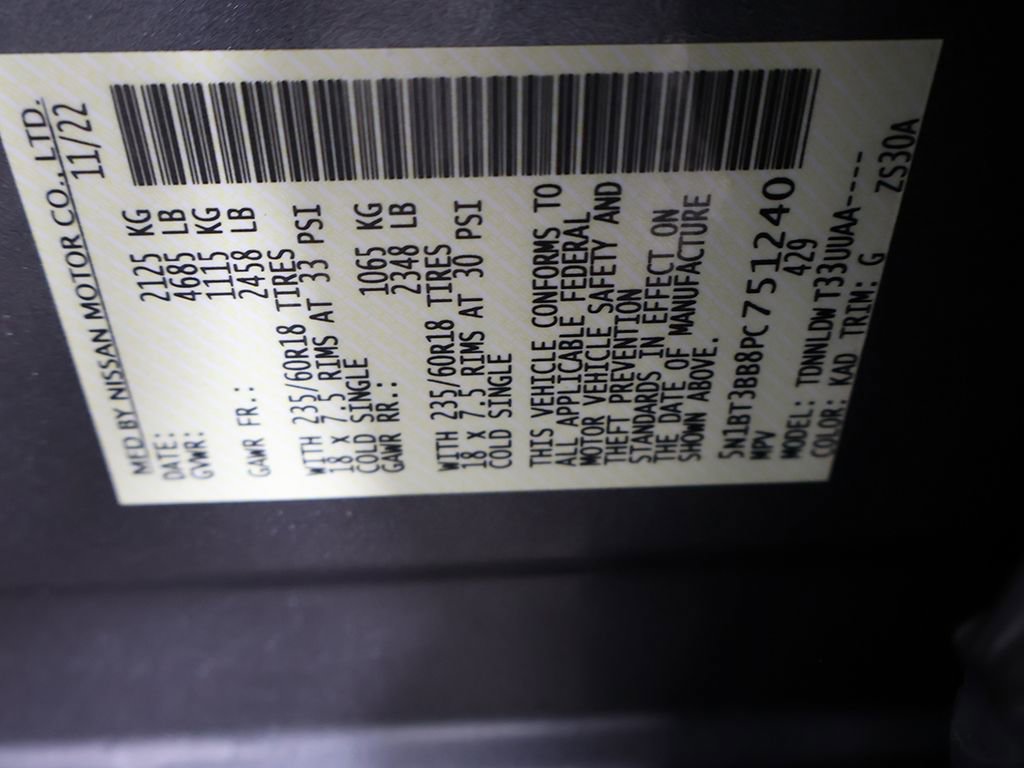 MFD BY NISSAN MOTOR CO., LTD.
DATE: 11/22
GVWR: 2125 KG
4685 LB
1115 KG
GAWR FR.: 2458 LB
WITH 235/60R18 TIRES
18 X 7.5 RIMS AT 33 PSI
COLD SINGLE 1065 KG
GAWR RR.: 2348 LB
WITH 235/60R18 TIRES
18 X 7.5 RIMS AT 30 PSI
COLD SINGLE
THIS VEHICLE CONFORMS TO
ALL APPLICABLE FEDERAL
MOTOR VEHICLE SAFETY AND
THEFT PREVENTION
STANDARDS IN EFFECT ON
THE DATE OF MANUFACTURE
SHOWN ABOVE.
5N1BT3BB8PC751240
MPV 429
MODEL: TDNNLDWT33UUAA----
COLOR: KAD TRIM: G ZS30A